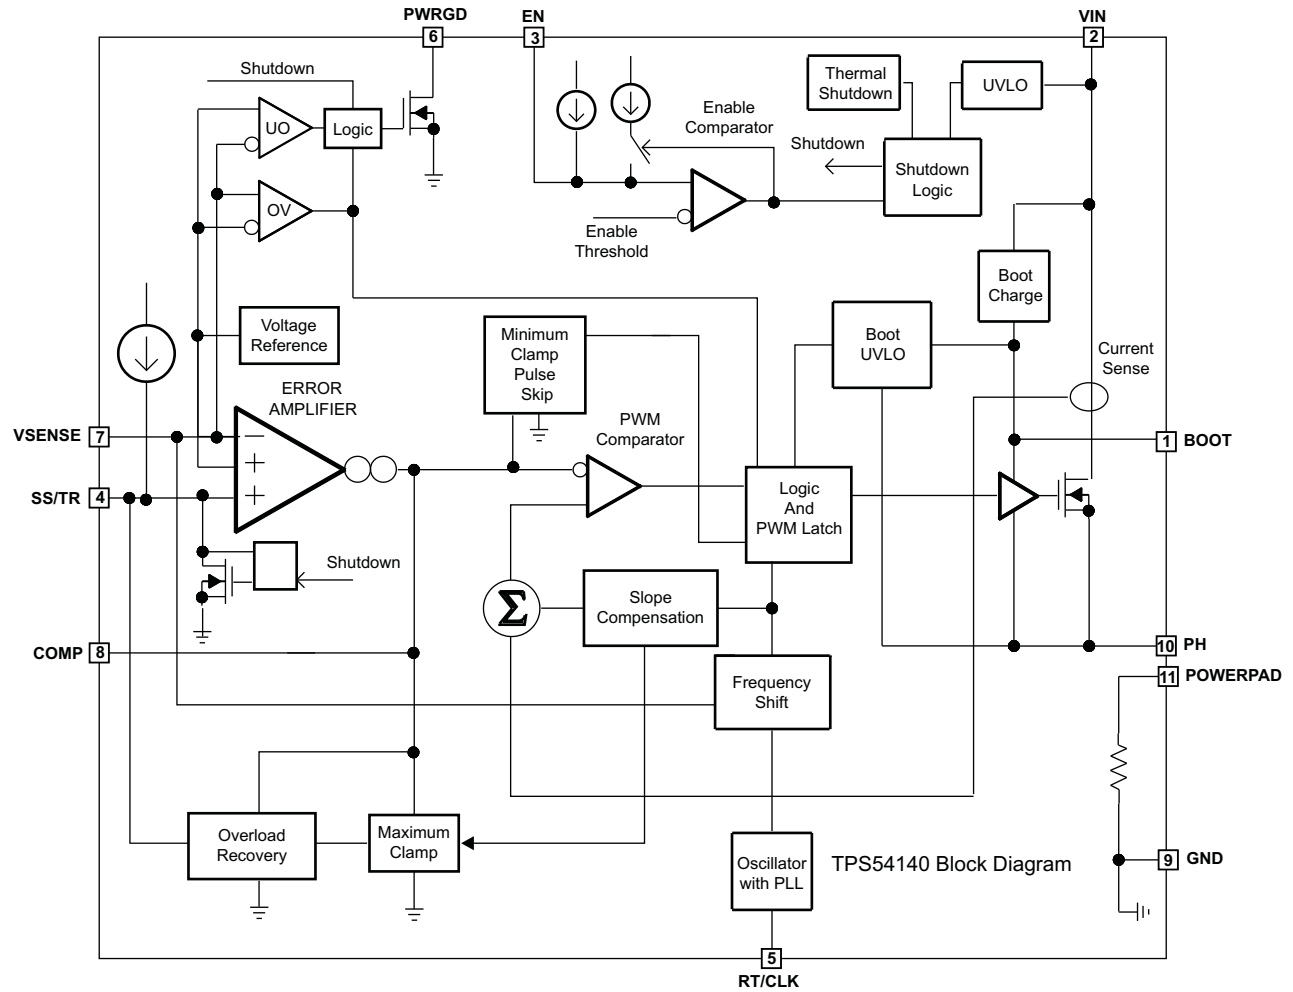 PWRGD
6
EN
3
VIN
2
Shutdown
UO
Logic
OV
Enable
Comparator
Enable
Threshold
Thermal
Shutdown
UVLO
Shutdown
Shutdown
Logic
Boot
Charge
Voltage
Reference
Minimum
Clamp
Pulse
Skip
Boot
UVLO
Current
Sense
ERROR
AMPLIFIER
PWM
Comparator
VSENSE
7
−
+
+
SS/TR
4
1
BOOT
Logic
And
PWM Latch
Shutdown
Σ
Slope
Compensation
COMP
8
10
PH
11
POWERPAD
Frequency
Shift
Overload
Recovery
Maximum
Clamp
Oscillator
with PLL
TPS54140 Block Diagram
9
GND
5
RT/CLK